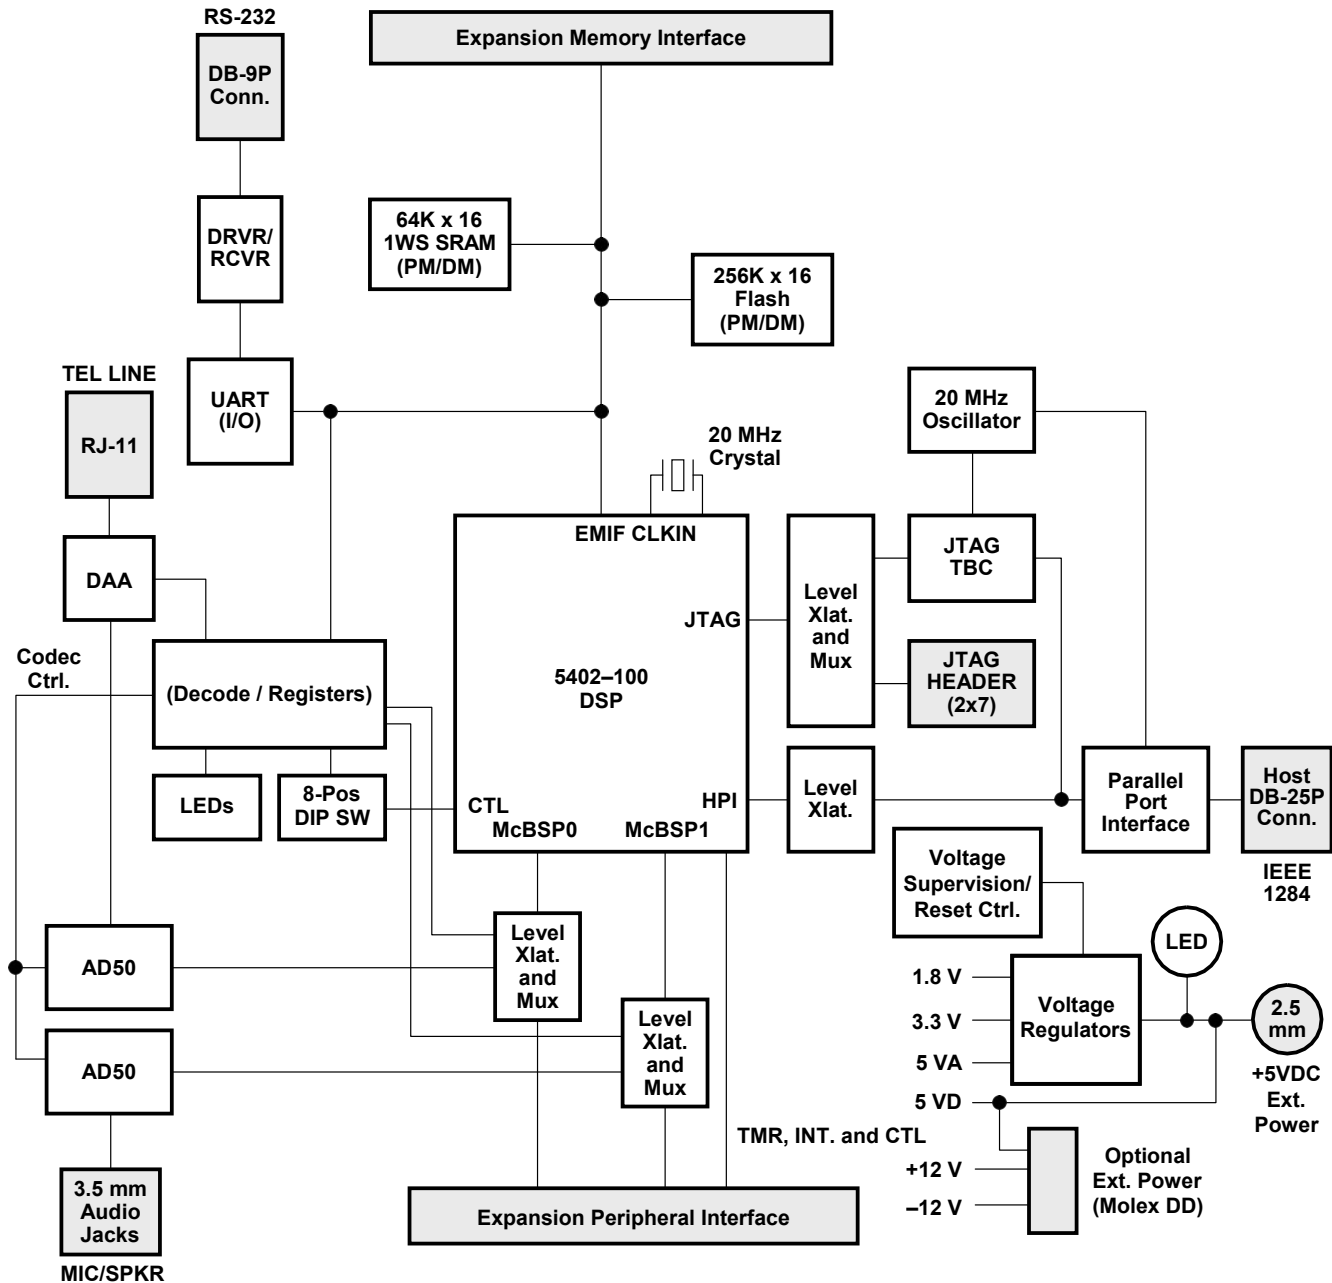 RS-232
DB-9P
Conn.
Expansion Memory Interface
DRVR/
RCVR
64K x 16
1WS SRAM
(PM/DM)
256K x 16
Flash
(PM/DM)
TEL LINE
RJ-11
UART
(I/O)
20 MHz
Crystal
20 MHz
Oscillator
DAA
EMIF CLKIN
JTAG
5402–100
DSP
CTL
HPI
McBSP0
McBSP1
Level
Xlat.
and
Mux
JTAG
TBC
JTAG
HEADER
(2x7)
Codec
Ctrl.
(Decode / Registers)
LEDs
8-Pos
DIP SW
Level
Xlat.
Parallel
Port
Interface
Host
DB-25P
Conn.
IEEE
1284
Voltage
Supervision/
Reset Ctrl.
LED
AD50
Level
Xlat.
and
Mux
AD50
Level
Xlat.
and
Mux
1.8 V
3.3 V
5 VA
5 VD
Voltage
Regulators
2.5
mm
+5VDC
Ext.
Power
TMR, INT. and CTL
+12 V
–12 V
Optional
Ext. Power
(Molex DD)
3.5 mm
Audio
Jacks
MIC/SPKR
Expansion Peripheral Interface